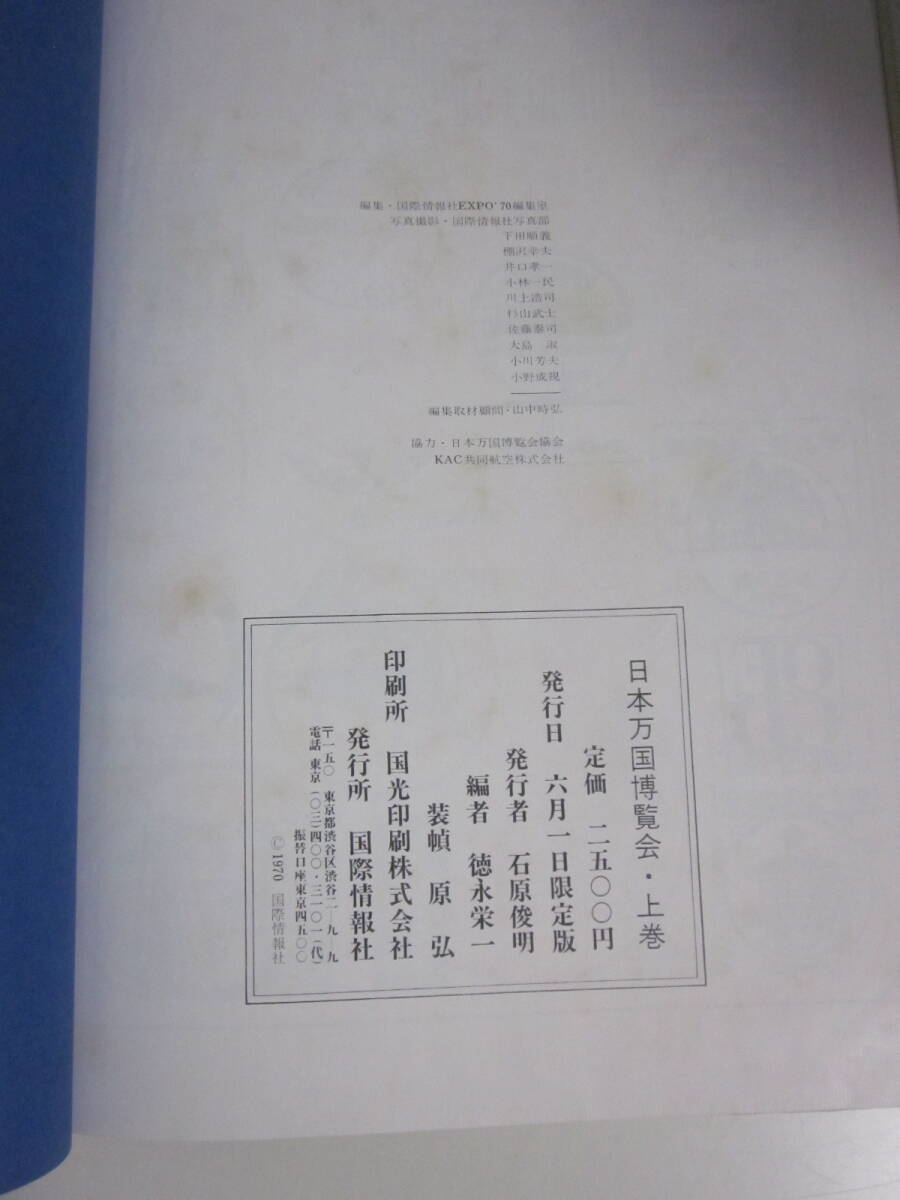 編集・国際情報社EXPO'70編集室
写真撮影・国際情報社写真部
下田順義
棚沢幸夫
井口孝一
小林一民
川上浩司
杉山武士
佐藤泰司
大島　淑
小川芳夫
小野成視
編集取材顧問・山中時弘
協力・日本万国博覧会協会
KAC共同航空株式会社
日本万国博覧会・上巻
定価　二五〇〇円
発行日　六月一日限定版
発行者　石原俊明
編者　徳永栄一
装幀　原　弘
印刷所　国光印刷株式会社
発行所　国際情報社
〒一五〇　東京都渋谷区渋谷二―九―九
電話　東京（〇三）四〇〇・三一〇一（代）
振替口座東京四五〇〇
©1970　国際情報社